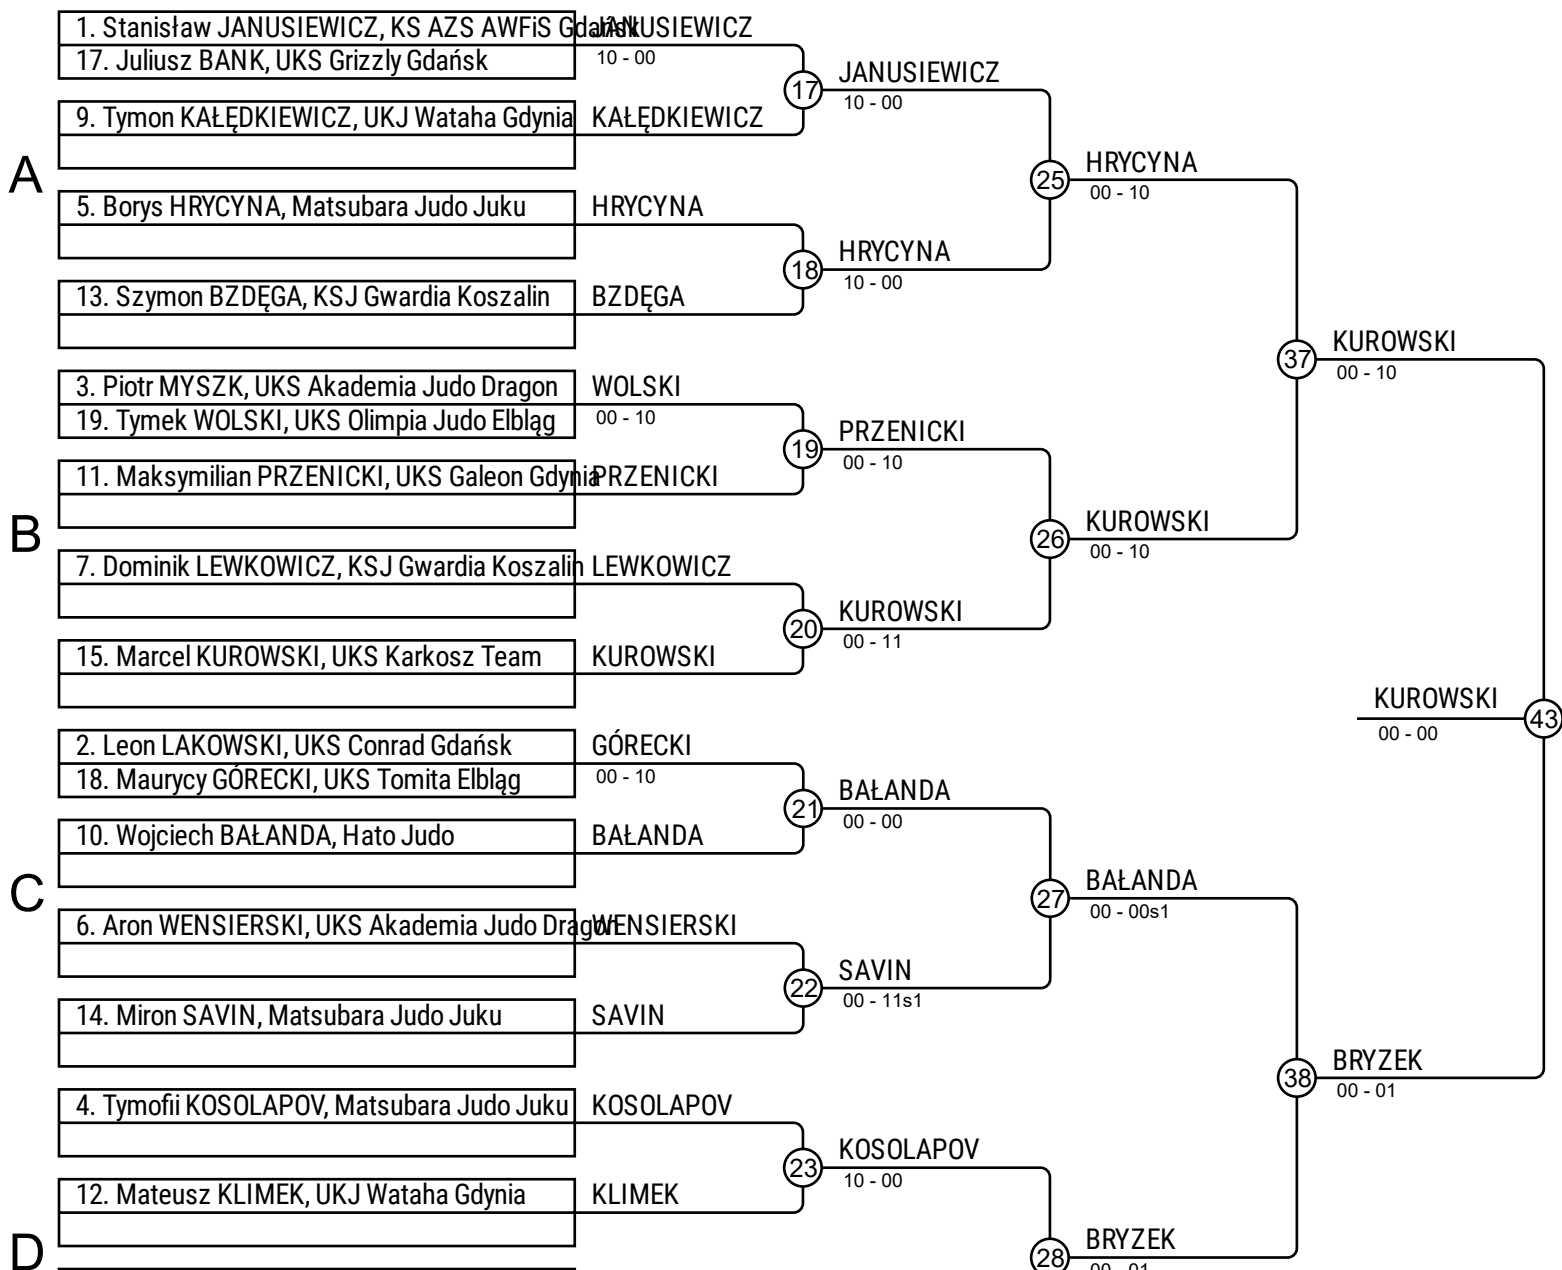 1. Stanisław JANUSIEWICZ, KS AZS AWFiS Gdańsk
JANUSIEWICZ
17. Juliusz BANK, UKS Grizzly Gdańsk
10 - 00
17
JANUSIEWICZ
10 - 00
9. Tymon KAŁĘDKIEWICZ, UKJ Wataha Gdynia
KAŁĘDKIEWICZ
A
25
HRYCYNA
00 - 10
5. Borys HRYCYNA, Matsubara Judo Juku
HRYCYNA
18
HRYCYNA
10 - 00
13. Szymon BZDĘGA, KSJ Gwardia Koszalin
BZDĘGA
37
KUROWSKI
00 - 10
3. Piotr MYSZK, UKS Akademia Judo Dragon
WOLSKI
19. Tymek WOLSKI, UKS Olimpia Judo Elbląg
00 - 10
19
PRZENICKI
00 - 10
11. Maksymilian PRZENICKI, UKS Galeon Gdynia
PRZENICKI
B
26
KUROWSKI
00 - 10
7. Dominik LEWKOWICZ, KSJ Gwardia Koszalin
LEWKOWICZ
20
KUROWSKI
00 - 11
15. Marcel KUROWSKI, UKS Karkosz Team
KUROWSKI
KUROWSKI
00 - 00
43
2. Leon LAKOWSKI, UKS Conrad Gdańsk
GÓRECKI
18. Maurycy GÓRECKI, UKS Tomita Elbląg
00 - 10
21
BAŁANDA
00 - 00
10. Wojciech BAŁANDA, Hato Judo
BAŁANDA
C
27
BAŁANDA
00 - 00s1
6. Aron WENSIERSKI, UKS Akademia Judo Dragon
WENSIERSKI
22
SAVIN
00 - 11s1
14. Miron SAVIN, Matsubara Judo Juku
SAVIN
38
BRYZEK
00 - 01
4. Tymofii KOSOLAPOV, Matsubara Judo Juku
KOSOLAPOV
23
KOSOLAPOV
10 - 00
12. Mateusz KLIMEK, UKJ Wataha Gdynia
KLIMEK
D
28
BRYZEK
00 - 01